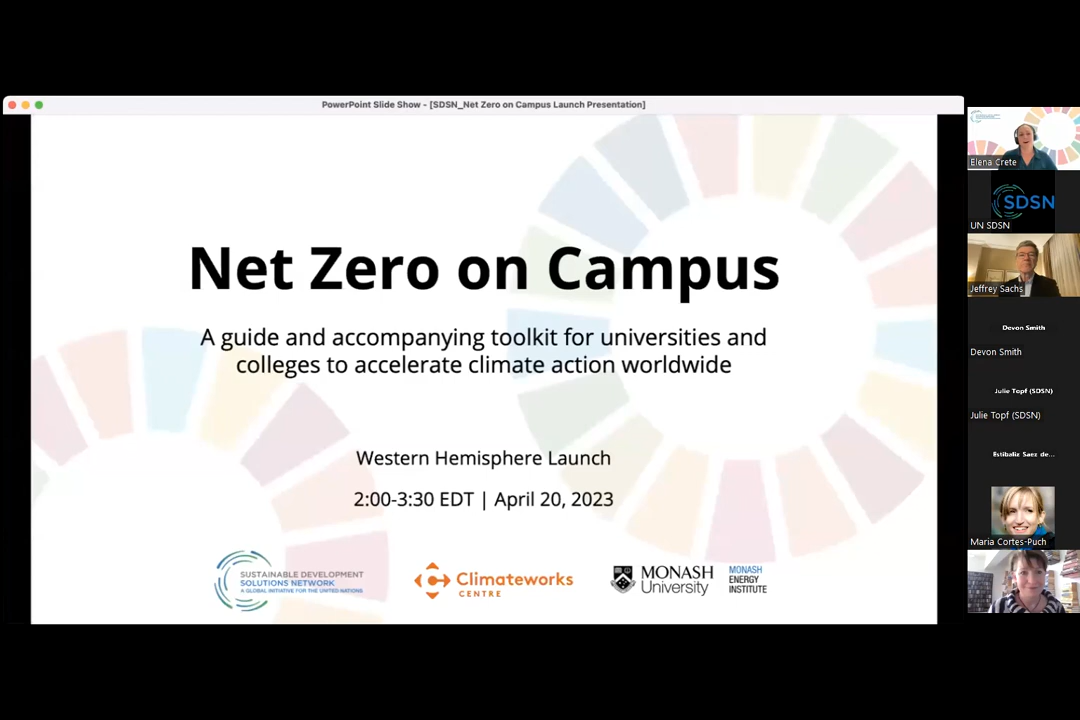 PowerPoint Slide Show - [SDSN_Net Zero on Campus Launch Presentation]
Net Zero on Campus
A guide and accompanying toolkit for universities and
colleges to accelerate climate action worldwide
Western Hemisphere Launch
2:00-3:30 EDT | April 20, 2023
SUSTAINABLE DEVELOPMENT
SOLUTIONS NETWORK
A GLOBAL INITIATIVE FOR THE UNITED NATIONS
Climateworks
CENTRE
MONASH
University
MONASH
ENERGY
INSTITUTE
Elena Crete
SDSN
UN SDSN
Jeffrey Sachs
Devon Smith
Devon Smith
Julie Topf (SDSN)
Julie Topf (SDSN)
Estibaliz Saez de...
Maria Cortes-Puch